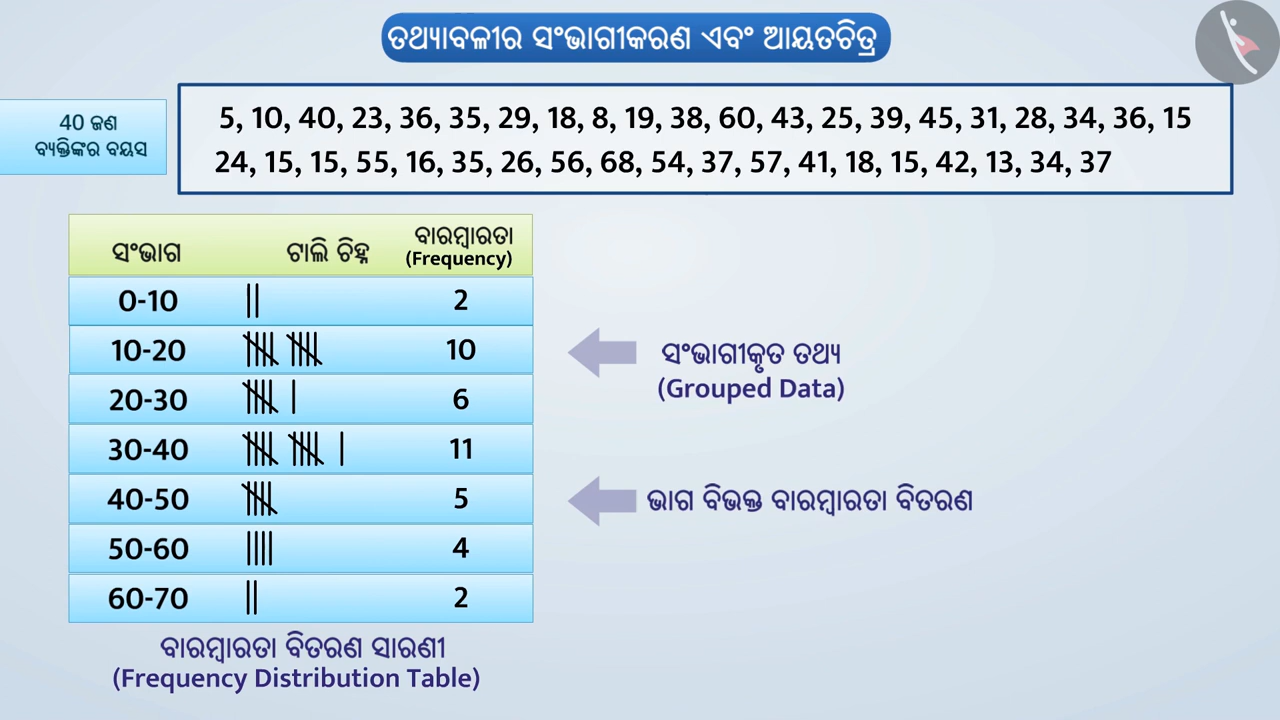 ତଥ୍ୟାବଳୀର ସଂଭାଗୀକରଣ ଏବଂ ଆୟତଚିତ୍ର
40 ଜଣ
ବ୍ୟକ୍ତିଙ୍କର ବୟସ
5, 10, 40, 23, 36, 35, 29, 18, 8, 19, 38, 60, 43, 25, 39, 45, 31, 28, 34, 36, 15
24, 15, 15, 55, 16, 35, 26, 56, 68, 54, 37, 57, 41, 18, 15, 42, 13, 34, 37
ସଂଭାଗ ଟାଲି ଚିହ୍ନ ବାରମ୍ବାରତା
(Frequency)
0-10 2
10-20 10
20-30 6
30-40 11
40-50 5
50-60 4
60-70 2
ସଂଭାଗୀକୃତ ତଥ୍ୟ
(Grouped Data)
ଭାଗ ବିଭକ୍ତ ବାରମ୍ବାରତା ବିତରଣ
ବାରମ୍ବାରତା ବିତରଣ ସାରଣୀ
(Frequency Distribution Table)